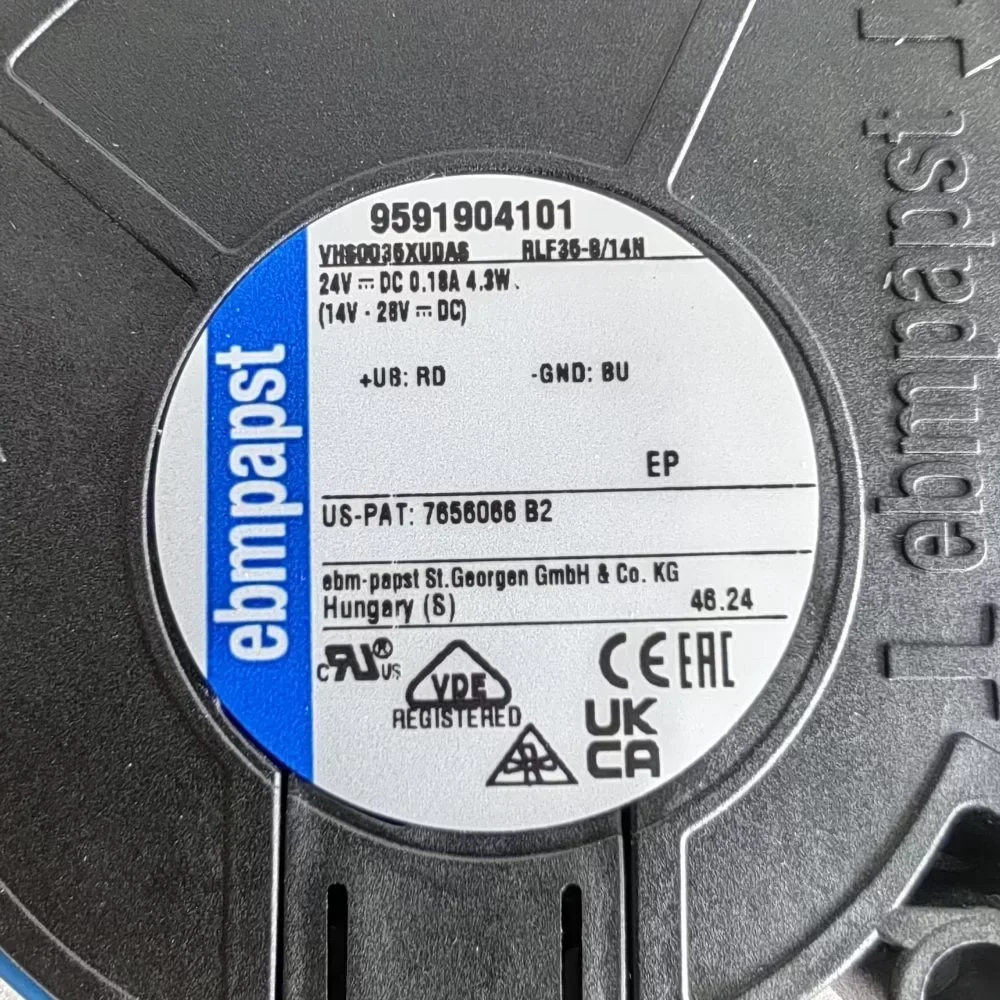 9591904101
VHS0035XUDAS RLF35-8/14N
24V ⎓ DC 0.18A 4.3W
(14V - 28V ⎓ DC)
+UB: RD -GND: BU
EP
US-PAT: 7656066 B2
ebm-papst St.Georgen GmbH & Co. KG
Hungary (S) 46.24
ebmpapst
c RU ® US
VDE
REGISTERED
CE EAC
UK
CA
ebmpapst